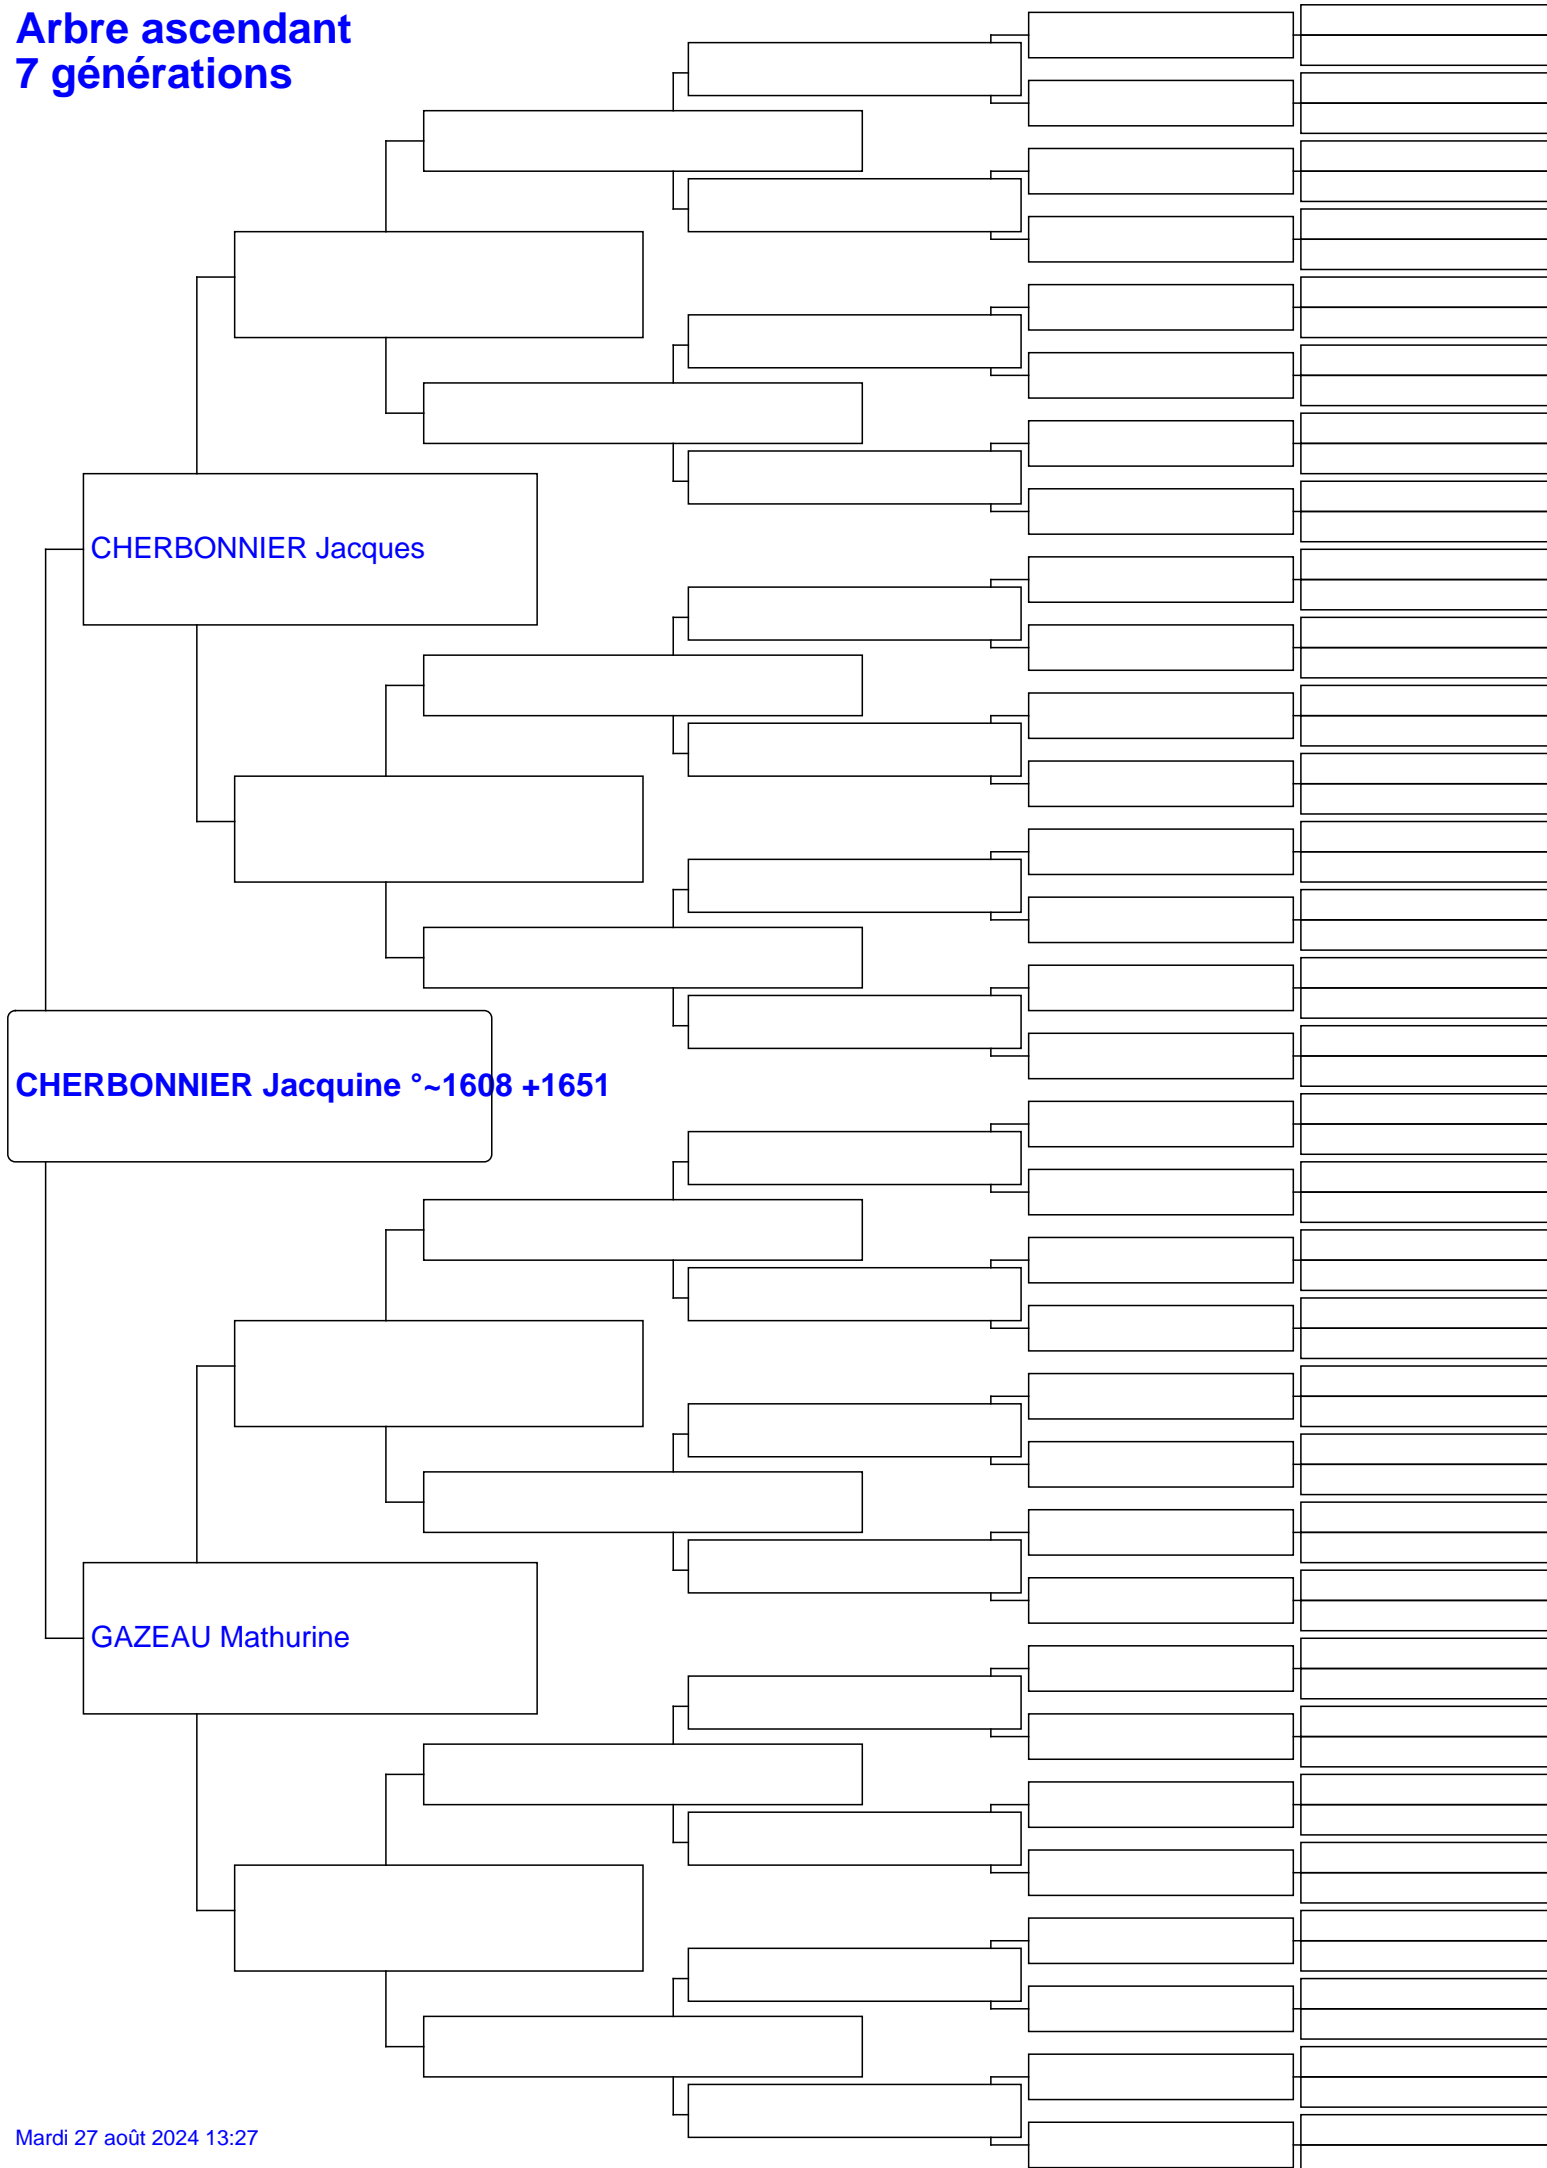 Arbre ascendant
7 générations
CHERBONNIER Jacques
CHERBONNIER Jacquine °~1608 +1651
GAZEAU Mathurine
Mardi 27 août 2024 13:27